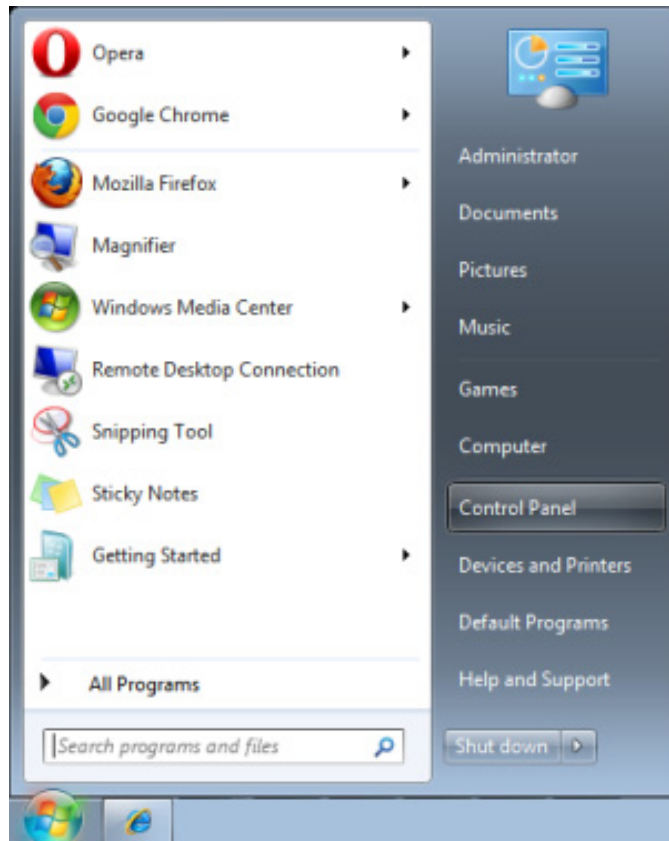 Opera
Google Chrome
Mozilla Firefox
Magnifier
Windows Media Center
Remote Desktop Connection
Snipping Tool
Sticky Notes
Getting Started
All Programs
Search programs and files
Administrator
Documents
Pictures
Music
Games
Computer
Control Panel
Devices and Printers
Default Programs
Help and Support
Shut down